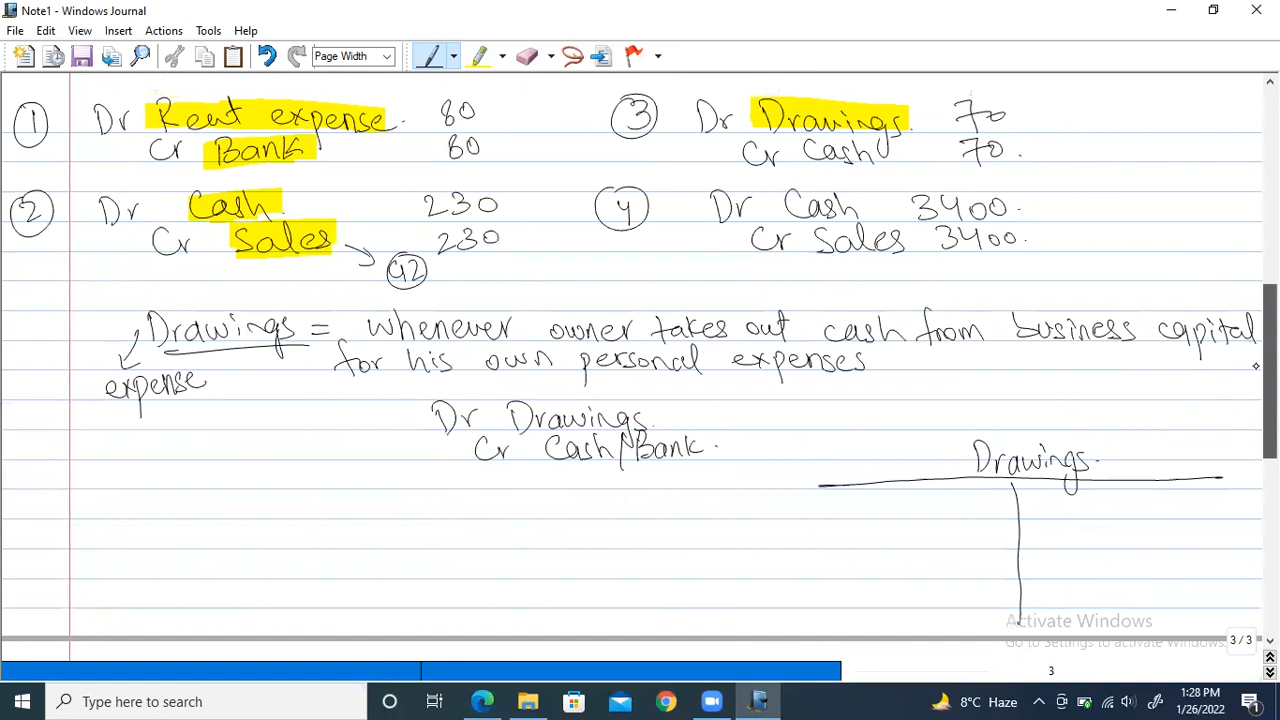 Note1 - Windows Journal
File Edit View Insert Actions Tools Help
Page Width
1 Dr Rent expense. 80
Cr Bank 80
2 Dr Cash. 230
Cr Sales 230
G2
3 Dr Drawings. 70
Cr Cash 70.
4 Dr Cash 3400.
Cr Sales 3400.
Drawings = whenever owner takes out cash from business capital
for his own personal expenses
expense
Dr Drawings.
Cr Cash/Bank.
Drawings.
Activate Windows
Go to Settings to activate Windows.
3 / 3
3
Type here to search
8°C Haze
1:28 PM
1/26/2022
1